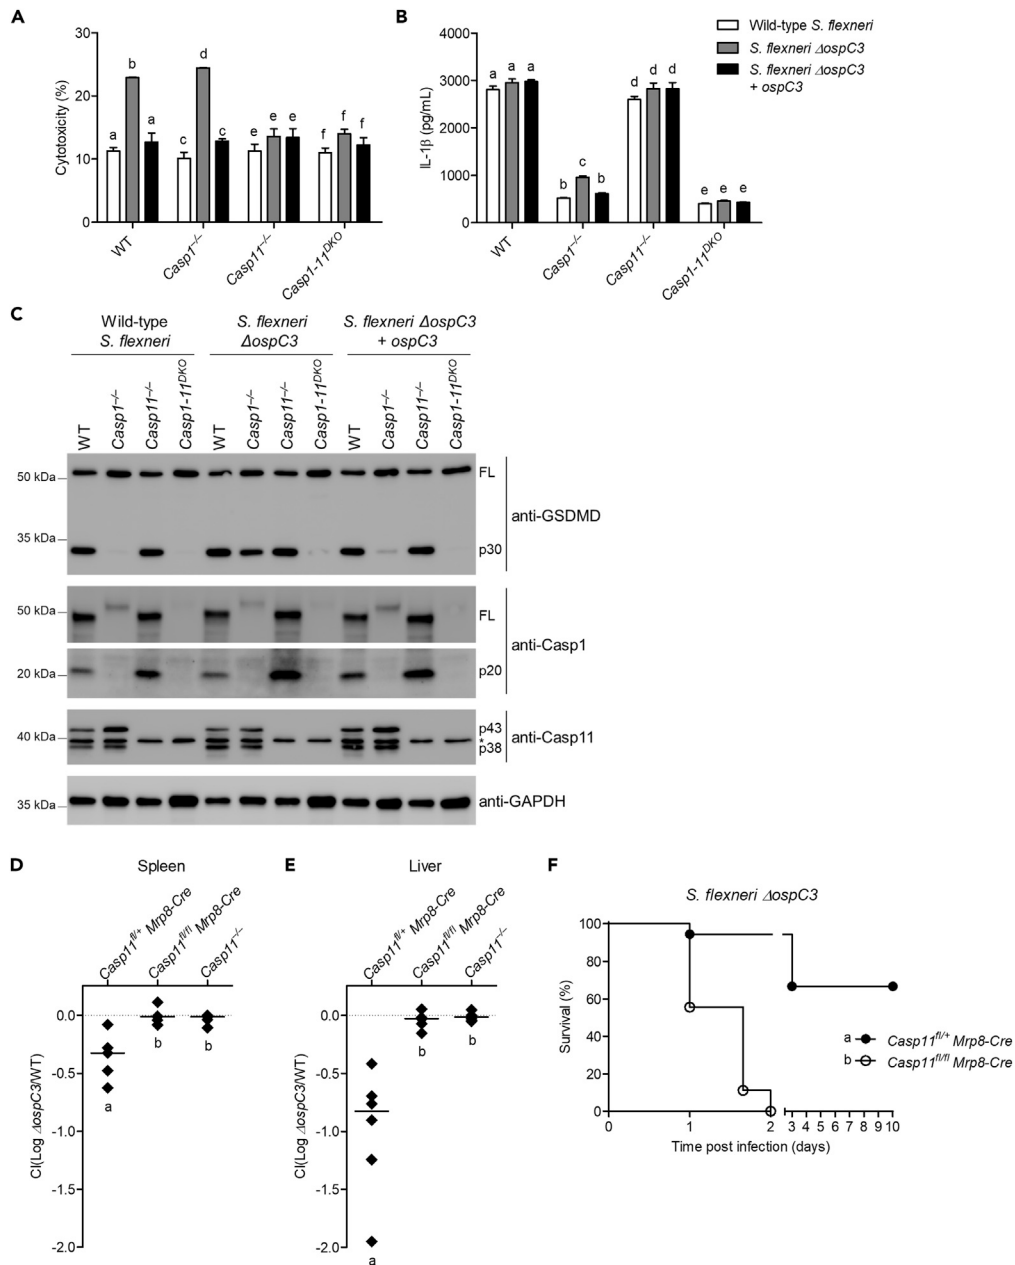 A
Cytotoxicity (%)
30
20
10
0
a
b
a
c
d
c
e
e
e
f
f
f
WT
Casp1–/–
Casp11–/–
Casp1-11DKO
B
IL-1β (pg/mL)
4000
3000
2000
1000
0
a
a
a
b
c
b
d
d
d
e
e
e
WT
Casp1–/–
Casp11–/–
Casp1-11DKO
Wild-type S. flexneri
S. flexneri ΔospC3
S. flexneri ΔospC3
+ ospC3
C
Wild-type
S. flexneri
S. flexneri
ΔospC3
S. flexneri ΔospC3
+ ospC3
WT
Casp1–/–
Casp11–/–
Casp1-11DKO
WT
Casp1–/–
Casp11–/–
Casp1-11DKO
WT
Casp1–/–
Casp11–/–
Casp1-11DKO
50 kDa
FL
anti-GSDMD
35 kDa
p30
50 kDa
FL
anti-Casp1
20 kDa
p20
40 kDa
p43
*
p38
anti-Casp11
35 kDa
anti-GAPDH
D
Spleen
Casp11fl/+ Mrp8-Cre
Casp11fl/fl Mrp8-Cre
Casp11–/–
CI(Log ΔospC3/WT)
0.0
-0.5
-1.0
-1.5
-2.0
a
b
b
E
Liver
Casp11fl/+ Mrp8-Cre
Casp11fl/fl Mrp8-Cre
Casp11–/–
CI(Log ΔospC3/WT)
0.0
-0.5
-1.0
-1.5
-2.0
a
b
b
F
S. flexneri ΔospC3
Survival (%)
100
80
60
40
20
0
0
1
2
3 4 5 6 7 8 9 10
Time post infection (days)
a Casp11fl/+ Mrp8-Cre
b Casp11fl/fl Mrp8-Cre